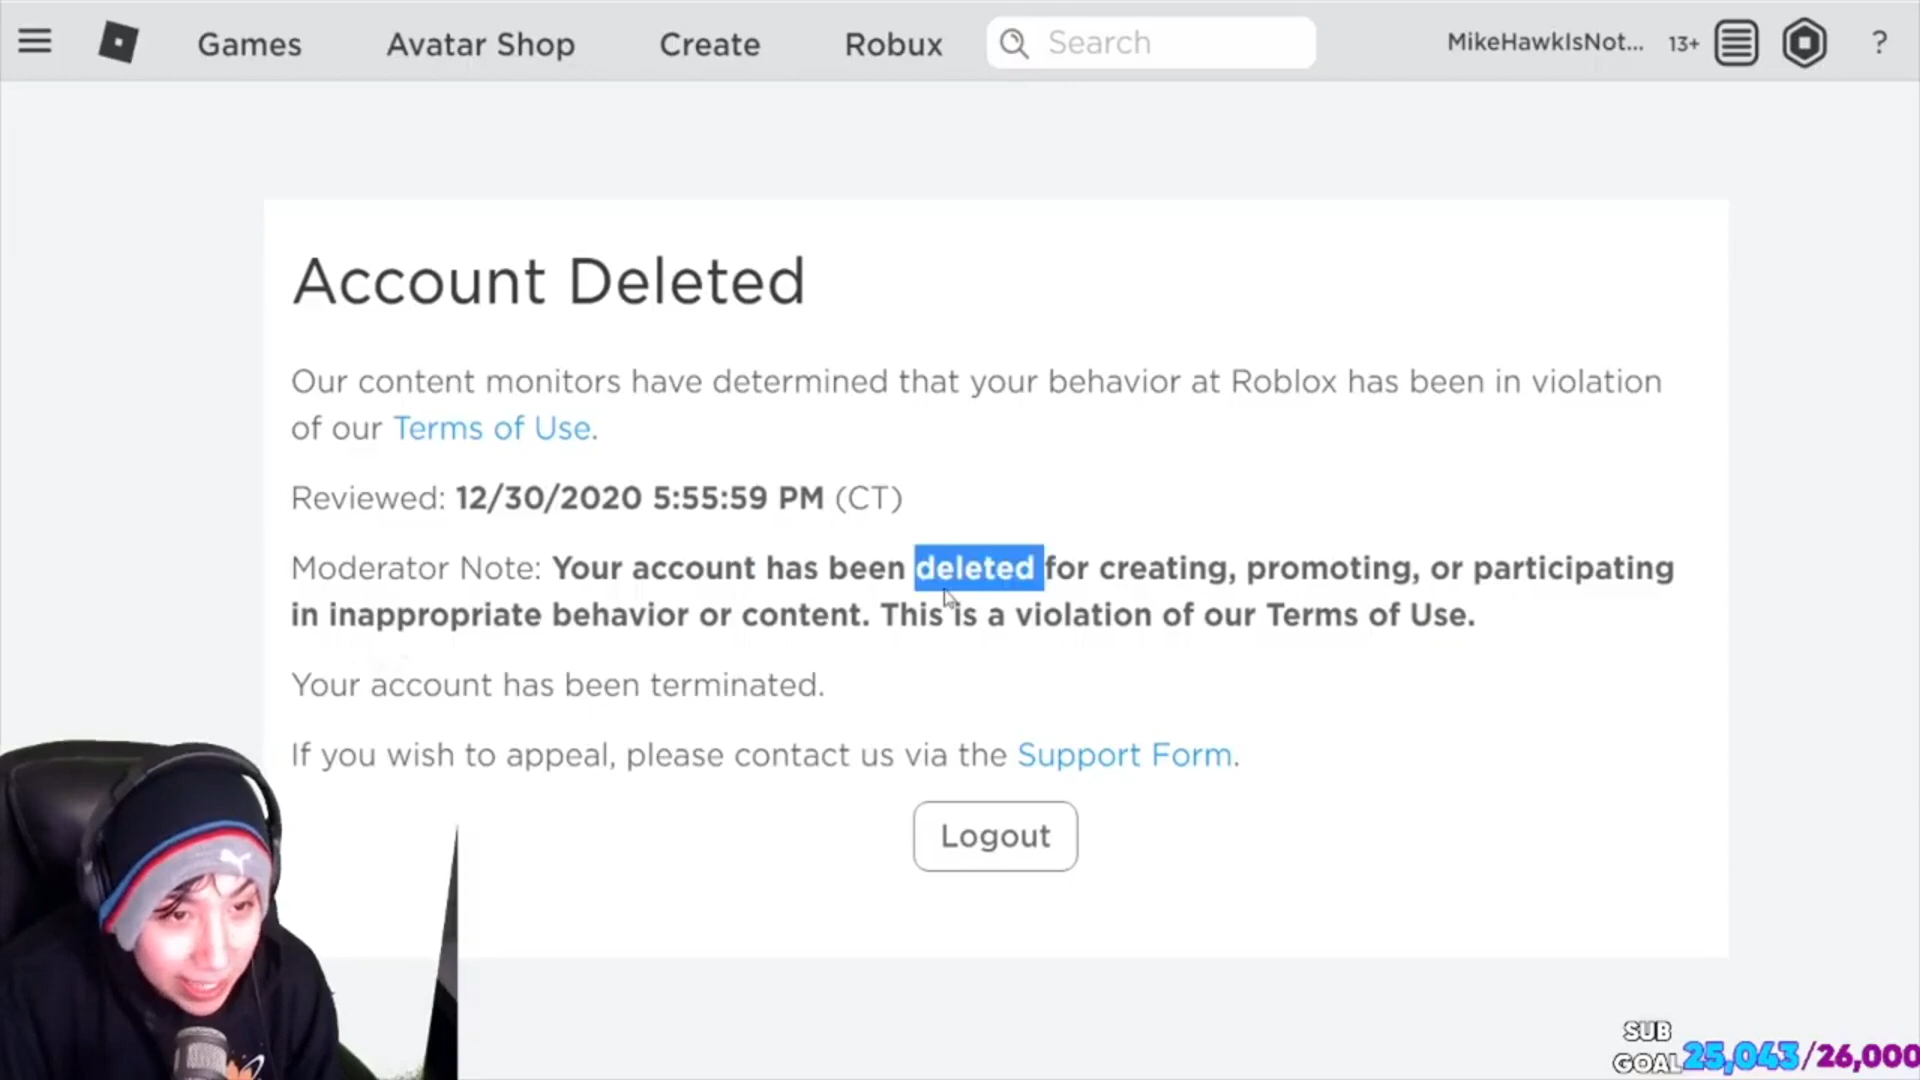 Games Avatar Shop Create Robux Search MikeHawkIsNot... 13+ ?
Account Deleted
Our content monitors have determined that your behavior at Roblox has been in violation
of our Terms of Use.
Reviewed: 12/30/2020 5:55:59 PM (CT)
Moderator Note: Your account has been deleted for creating, promoting, or participating
in inappropriate behavior or content. This is a violation of our Terms of Use.
Your account has been terminated.
If you wish to appeal, please contact us via the Support Form.
Logout
SUB
GOAL 25,043/26,000